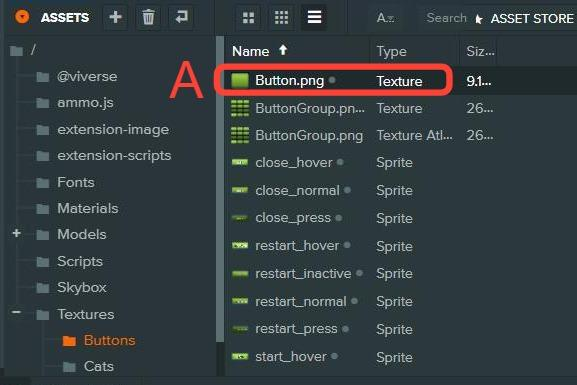 ASSETS
A..
Search
ASSET STORE
/
@viverse
ammo.js
extension-image
extension-scripts
Fonts
Materials
Models
Scripts
Skybox
Textures
Buttons
Cats
A
Name Type Siz...
Button.png Texture 9.1...
ButtonGroup.pn... Texture 26...
ButtonGroup.png Texture Atl... 26...
close_hover Sprite
close_normal Sprite
close_press Sprite
restart_hover Sprite
restart_inactive Sprite
restart_normal Sprite
restart_press Sprite
start_hover Sprite